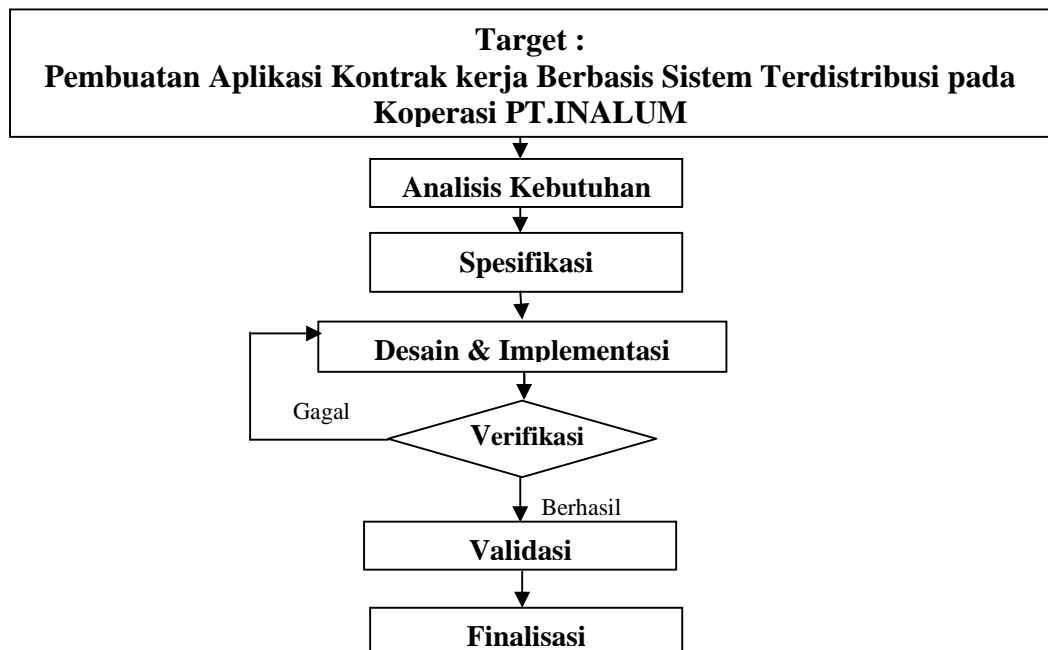 Target :
Pembuatan Aplikasi Kontrak kerja Berbasis Sistem Terdistribusi pada
Koperasi PT.INALUM
Analisis Kebutuhan
Spesifikasi
Desain & Implementasi
Gagal
Verifikasi
Berhasil
Validasi
Finalisasi